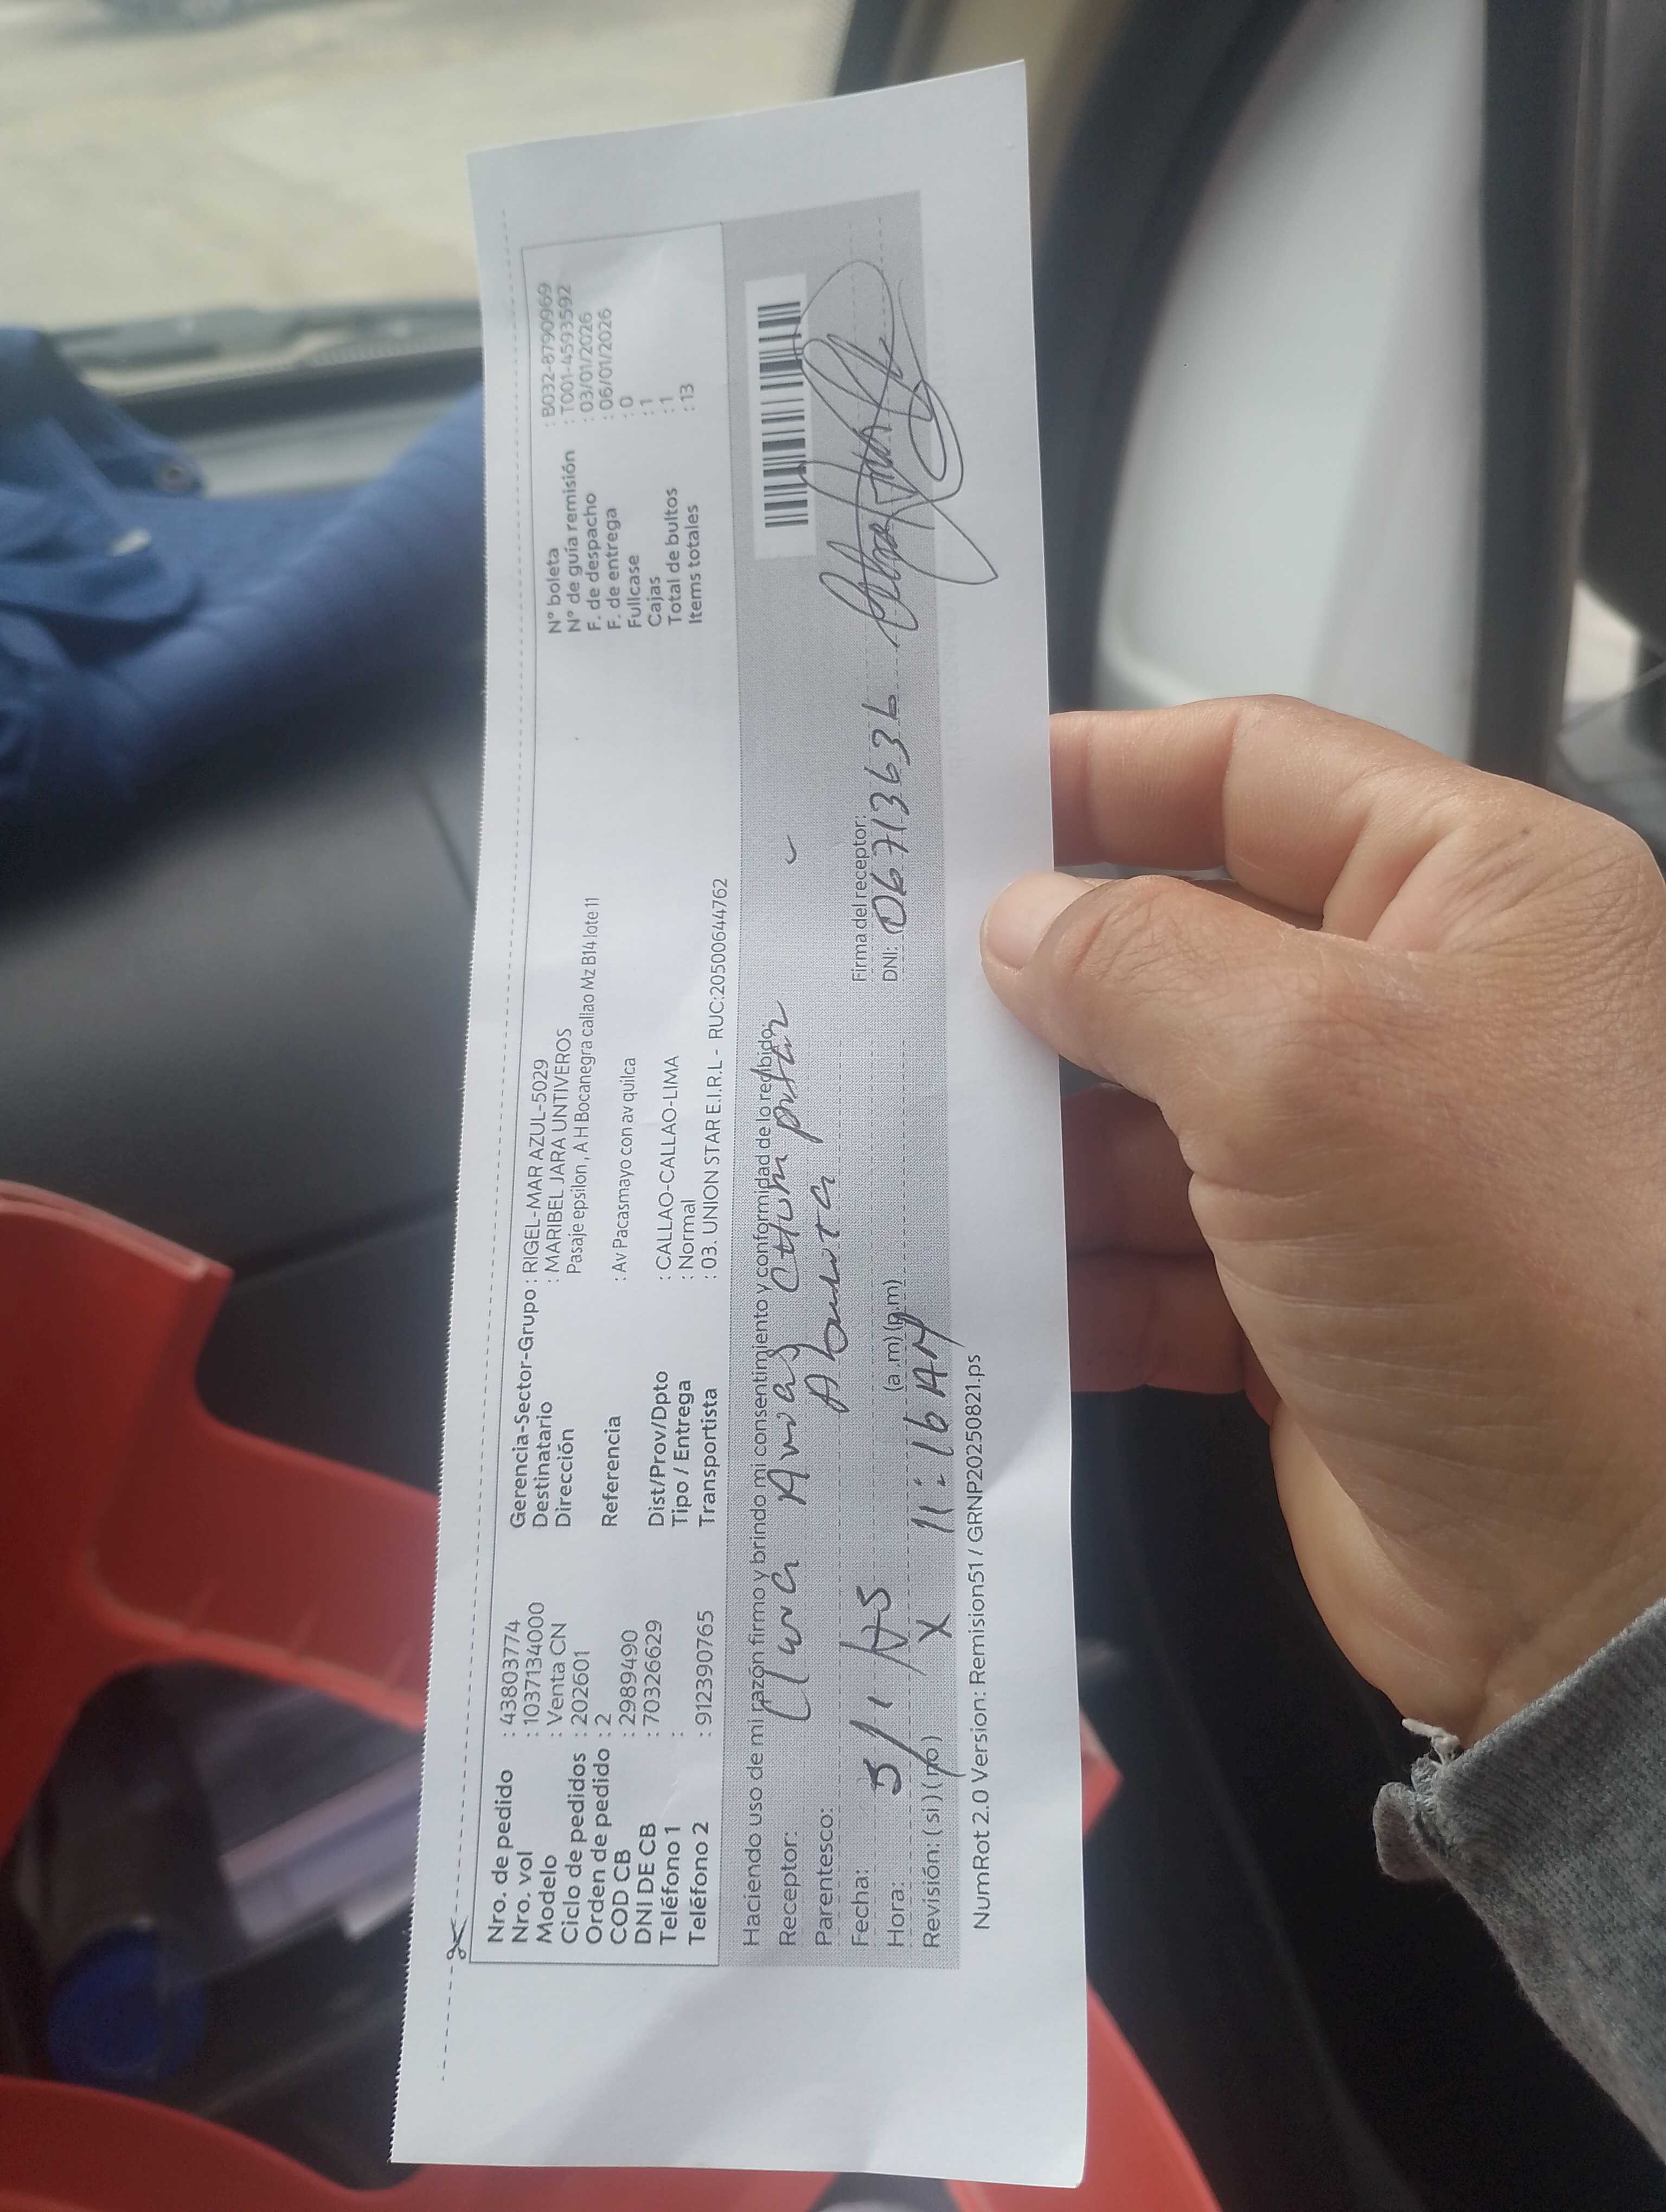 Nro. de pedido : 43803774
Nro. vol : 1037134000
Modelo : Venta CN
Ciclo de pedidos : 202601
Orden de pedido : 2
COD CB : 2989490
DNI DE CB : 70326629
Teléfono 1 :
Teléfono 2 : 912390765
Gerencia-Sector-Grupo : RIGEL-MAR AZUL-5029
Destinatario : MARIBEL JARA UNTIVEROS
Dirección Pasaje epsilon , A H Bocanegra callao Mz B14 lote 11
Referencia : Av Pacasmayo con av quilca
Dist/Prov/Dpto : CALLAO-CALLAO-LIMA
Tipo / Entrega : Normal
Transportista : 03. UNION STAR E.I.R.L - RUC:20500644762
N° boleta : B032-8790969
N° de guía remisión : T001-4593592
F. de despacho : 03/01/2026
F. de entrega : 06/01/2026
Fullcase : 0
Cajas : 1
Total de bultos : 1
Items totales : 13
Haciendo uso de mi razón firmo y brindo mi consentimiento y conformidad de lo recibido,
Receptor:
Parentesco: Abuela
Fecha: 5/1
Hora: 11:16 AM (a.m) (p.m)
Revisión: ( si ) ( no ) X
Firma del receptor:
DNI: 06713636
NumRot 2.0 Version: Remision51 / GRNP20250821.ps